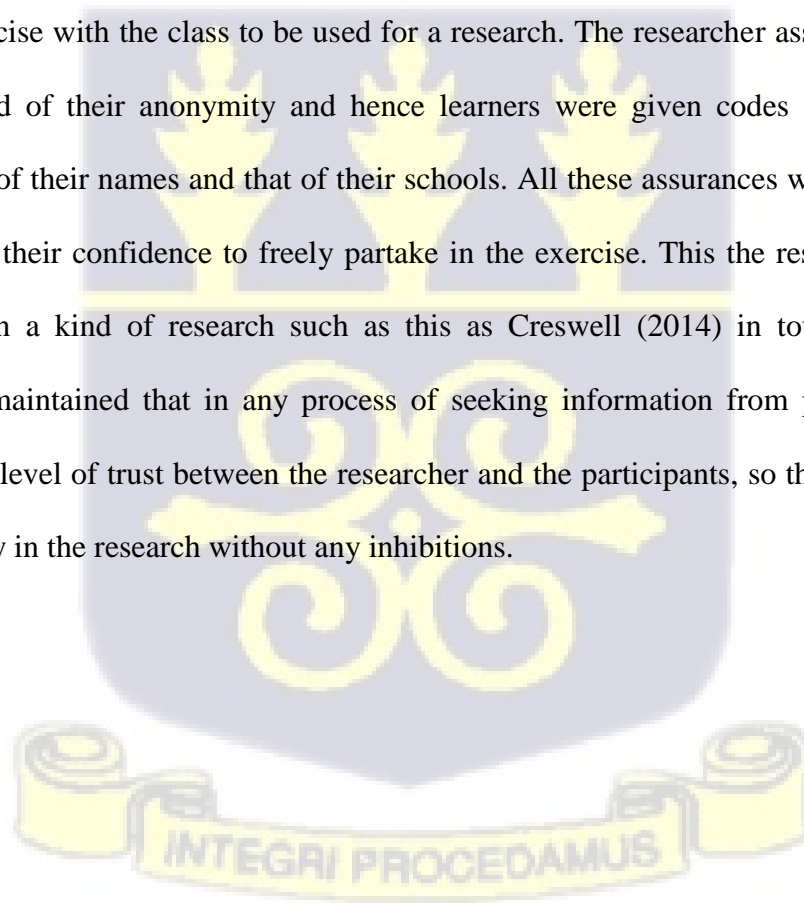 cise with the class to be used for a research. The researcher ass
d of their anonymity and hence learners were given codes
of their names and that of their schools. All these assurances w
their confidence to freely partake in the exercise. This the res
n a kind of research such as this as Creswell (2014) in to
maintained that in any process of seeking information from p
level of trust between the researcher and the participants, so th
y in the research without any inhibitions.
INTEGRI PROCEDAMUS